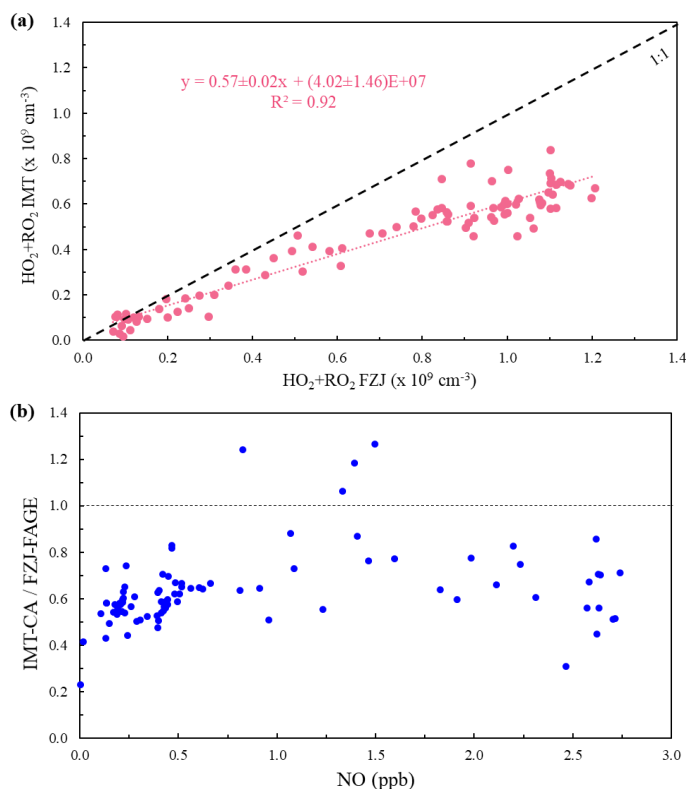 (a)
1.4
1.2
1.0
0.8
0.6
0.4
0.2
0.0
HO₂+RO₂ IMT (x 10⁹ cm⁻³)
y = 0.57±0.02x + (4.02±1.46)E+07
R² = 0.92
1:1
0.0 0.2 0.4 0.6 0.8 1.0 1.2 1.4
HO₂+RO₂ FZJ (x 10⁹ cm⁻³)
(b)
1.4
1.2
1.0
0.8
0.6
0.4
0.2
0.0
IMT-CA / FZJ-FAGE
0.0 0.5 1.0 1.5 2.0 2.5 3.0
NO (ppb)